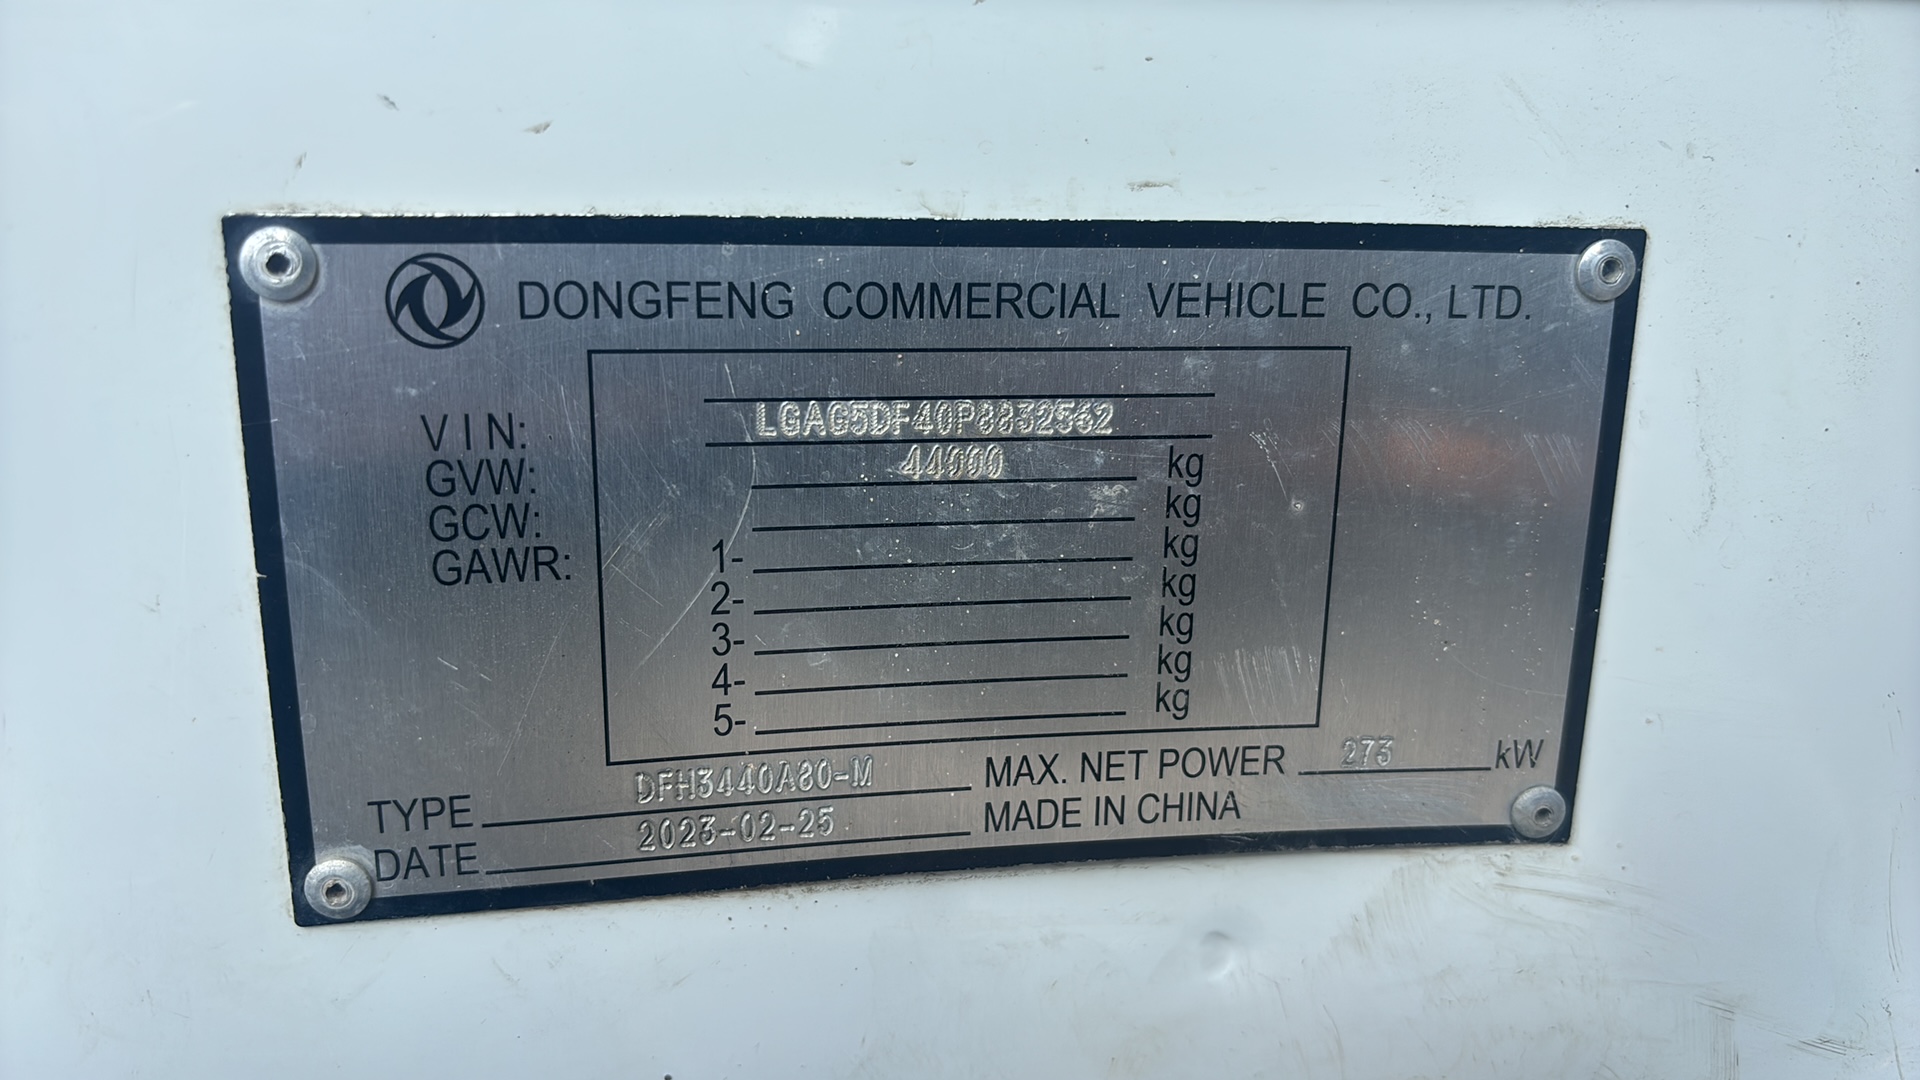 DONGFENG COMMERCIAL VEHICLE CO., LTD.
VIN: LGAG5DF40P8832562
GVW: 44000 kg
GCW: kg
GAWR: 1- kg
2- kg
3- kg
4- kg
5- kg
TYPE DFH3440A80-M MAX. NET POWER 273 kW
DATE 2023-02-25 MADE IN CHINA